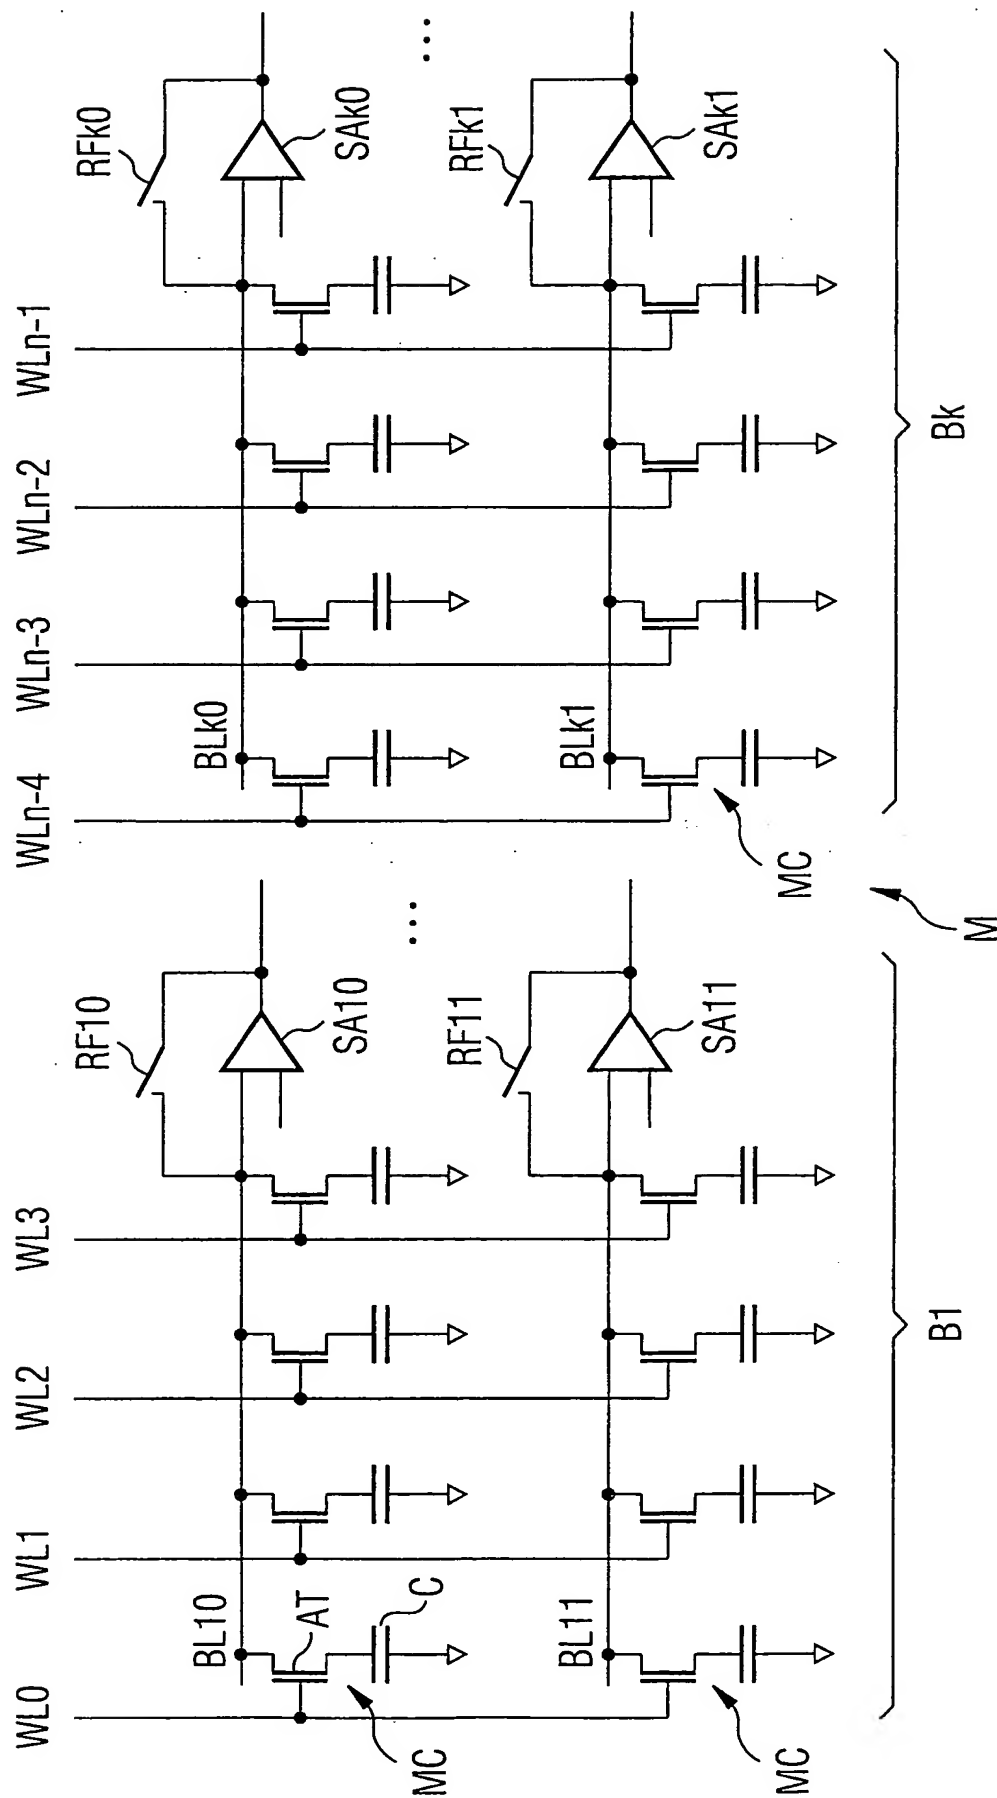 WL0
WL1
WL2
WL3
WLn-4
WLn-3
WLn-2
WLn-1
RF10
RFk0
BL10
BLk0
AT
C
SA10
...
SAk0
...
MC
RF11
RFk1
BL11
BLk1
SA11
SAk1
MC
MC
B1
Bk
M